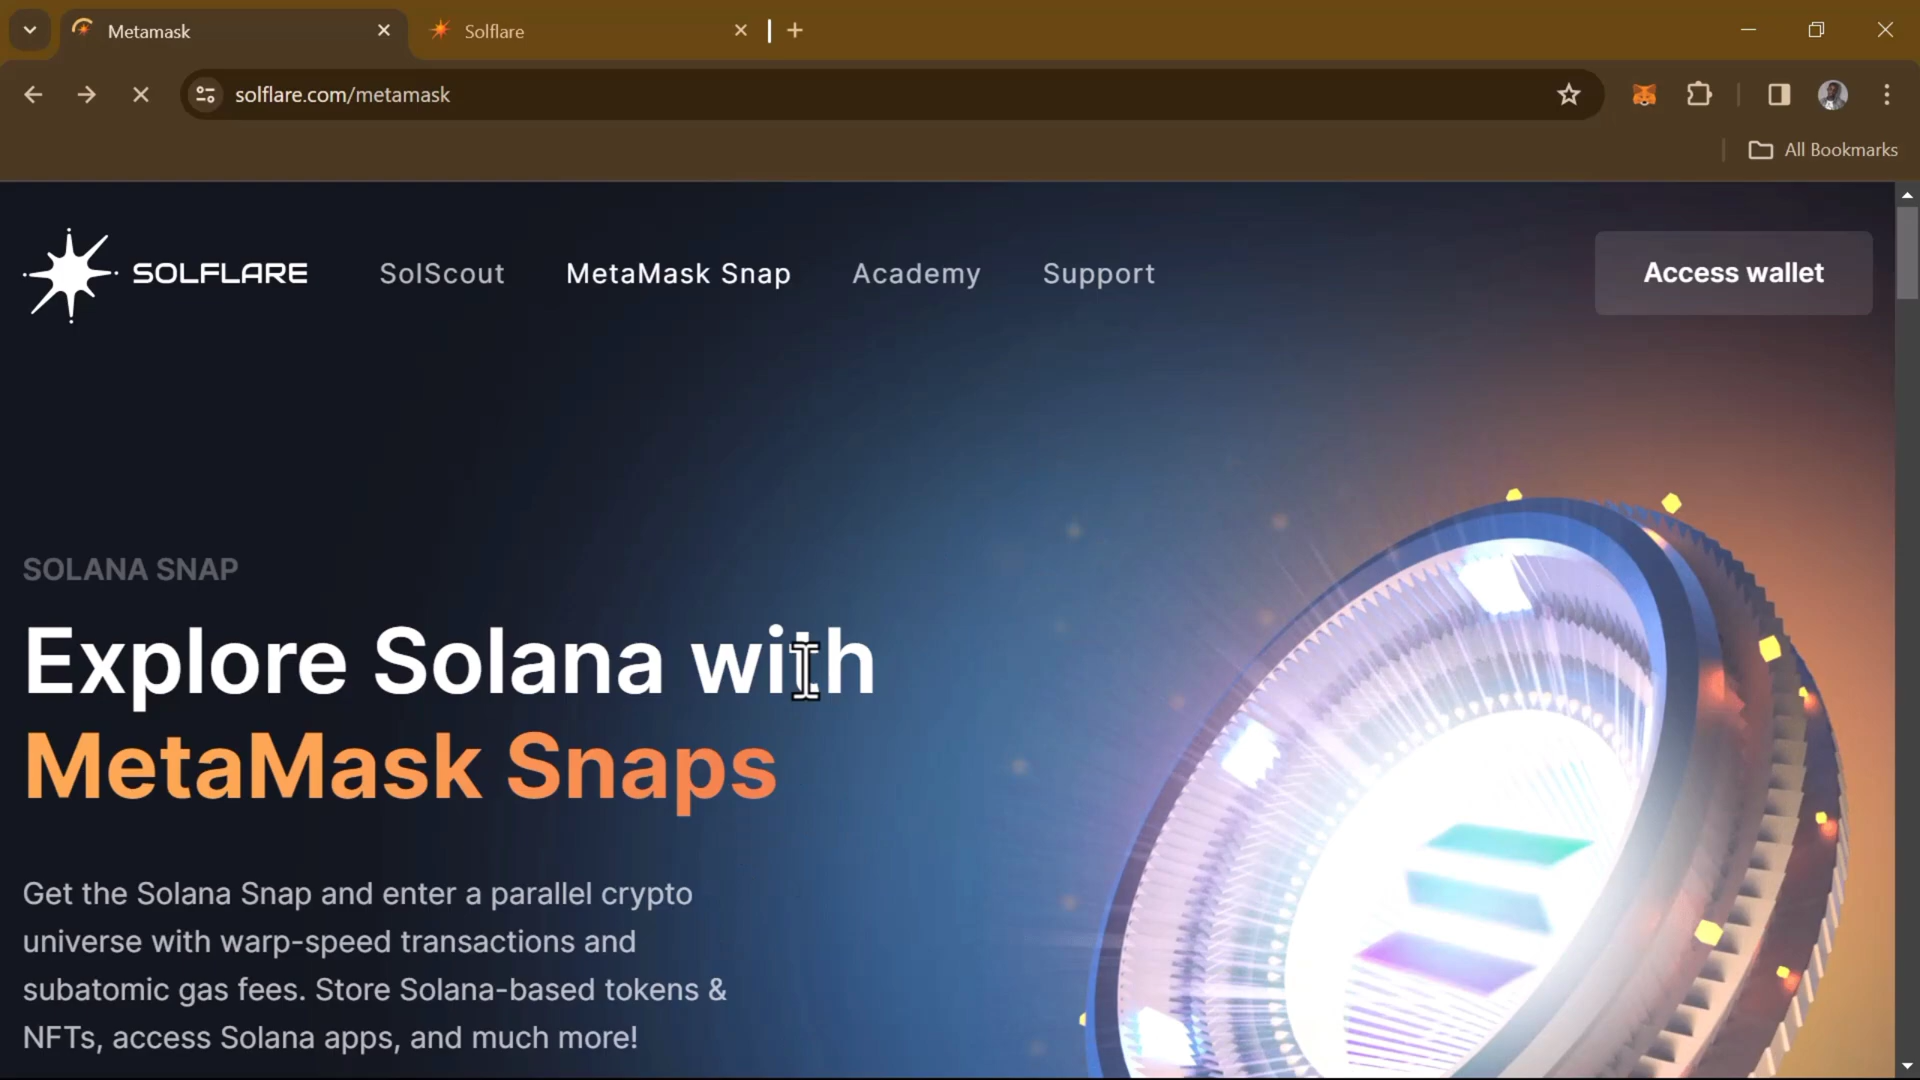 Metamask
Solflare
solflare.com/metamask
All Bookmarks
SOLFLARE
SolScout
MetaMask Snap
Academy
Support
Access wallet
SOLANA SNAP
Explore Solana with
MetaMask Snaps
Get the Solana Snap and enter a parallel crypto
universe with warp-speed transactions and
subatomic gas fees. Store Solana-based tokens &
NFTs, access Solana apps, and much more!